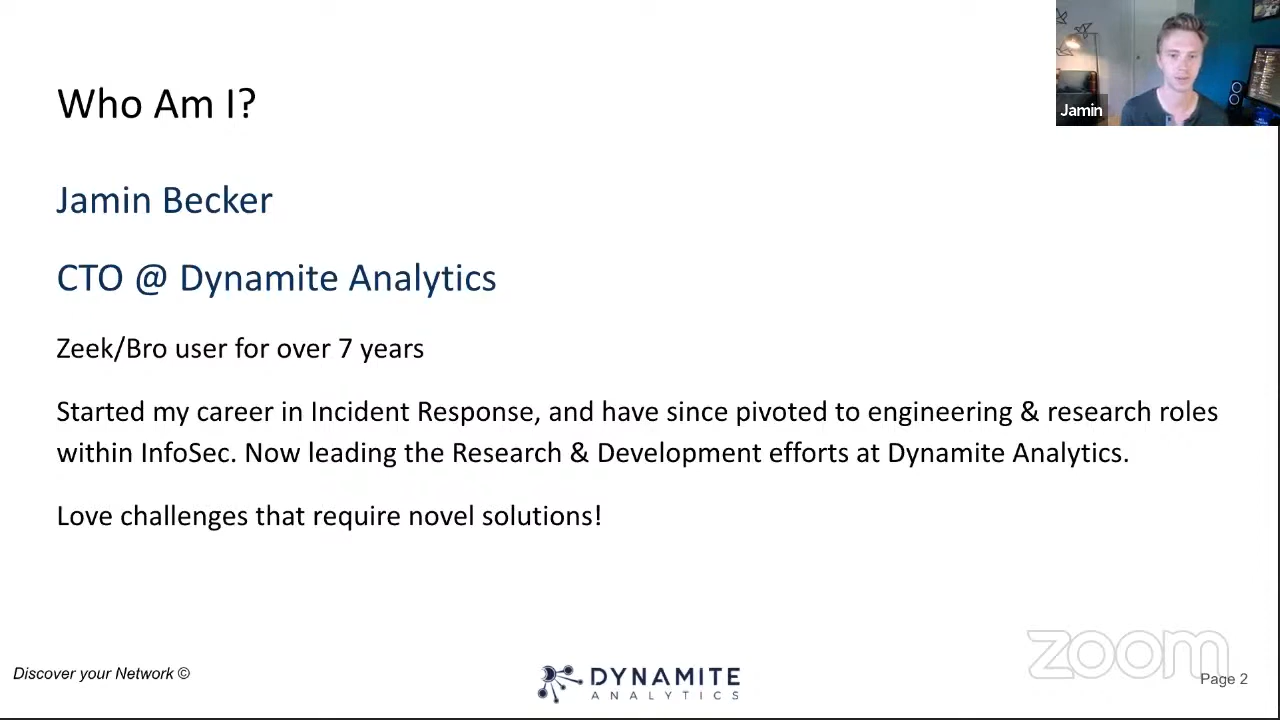 Who Am I?
Jamin
Jamin Becker
CTO @ Dynamite Analytics
Zeek/Bro user for over 7 years
Started my career in Incident Response, and have since pivoted to engineering & research roles
within InfoSec. Now leading the Research & Development efforts at Dynamite Analytics.
Love challenges that require novel solutions!
Discover your Network ©
DYNAMITE
ANALYTICS
zoom
Page 2